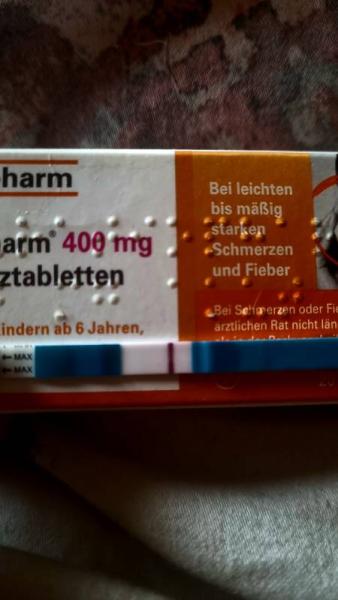 pharm
arm® 400 mg
ztabletten
indern ab 6 Jahren,
Bei leichten
bis mäßig
starken
Schmerzen
und Fieber
Bei Schmerzen oder Fie
ärztlichen Rat nicht län
MAX
MAX